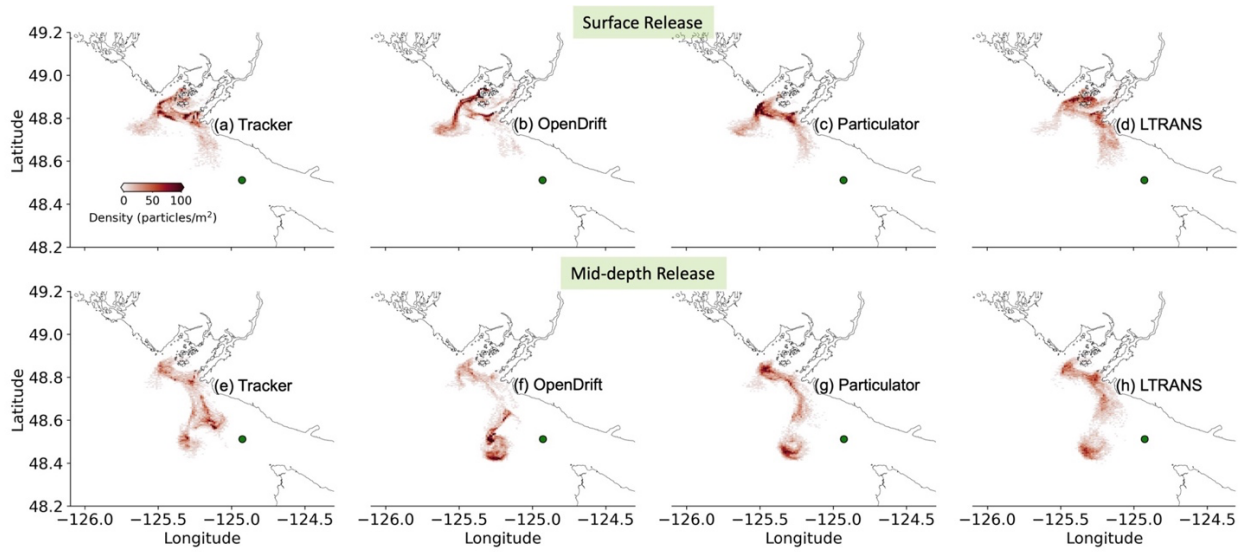 Surface Release
49.2
49.0
48.8
48.6
48.4
48.2
Latitude
(a) Tracker
(b) OpenDrift
(c) Particulator
(d) LTRANS
0 50 100
Density (particles/m²)
Mid-depth Release
49.2
49.0
48.8
48.6
48.4
48.2
Latitude
(e) Tracker
(f) OpenDrift
(g) Particulator
(h) LTRANS
−126.0 −125.5 −125.0 −124.5
−126.0 −125.5 −125.0 −124.5
−126.0 −125.5 −125.0 −124.5
−126.0 −125.5 −125.0 −124.5
Longitude Longitude Longitude Longitude